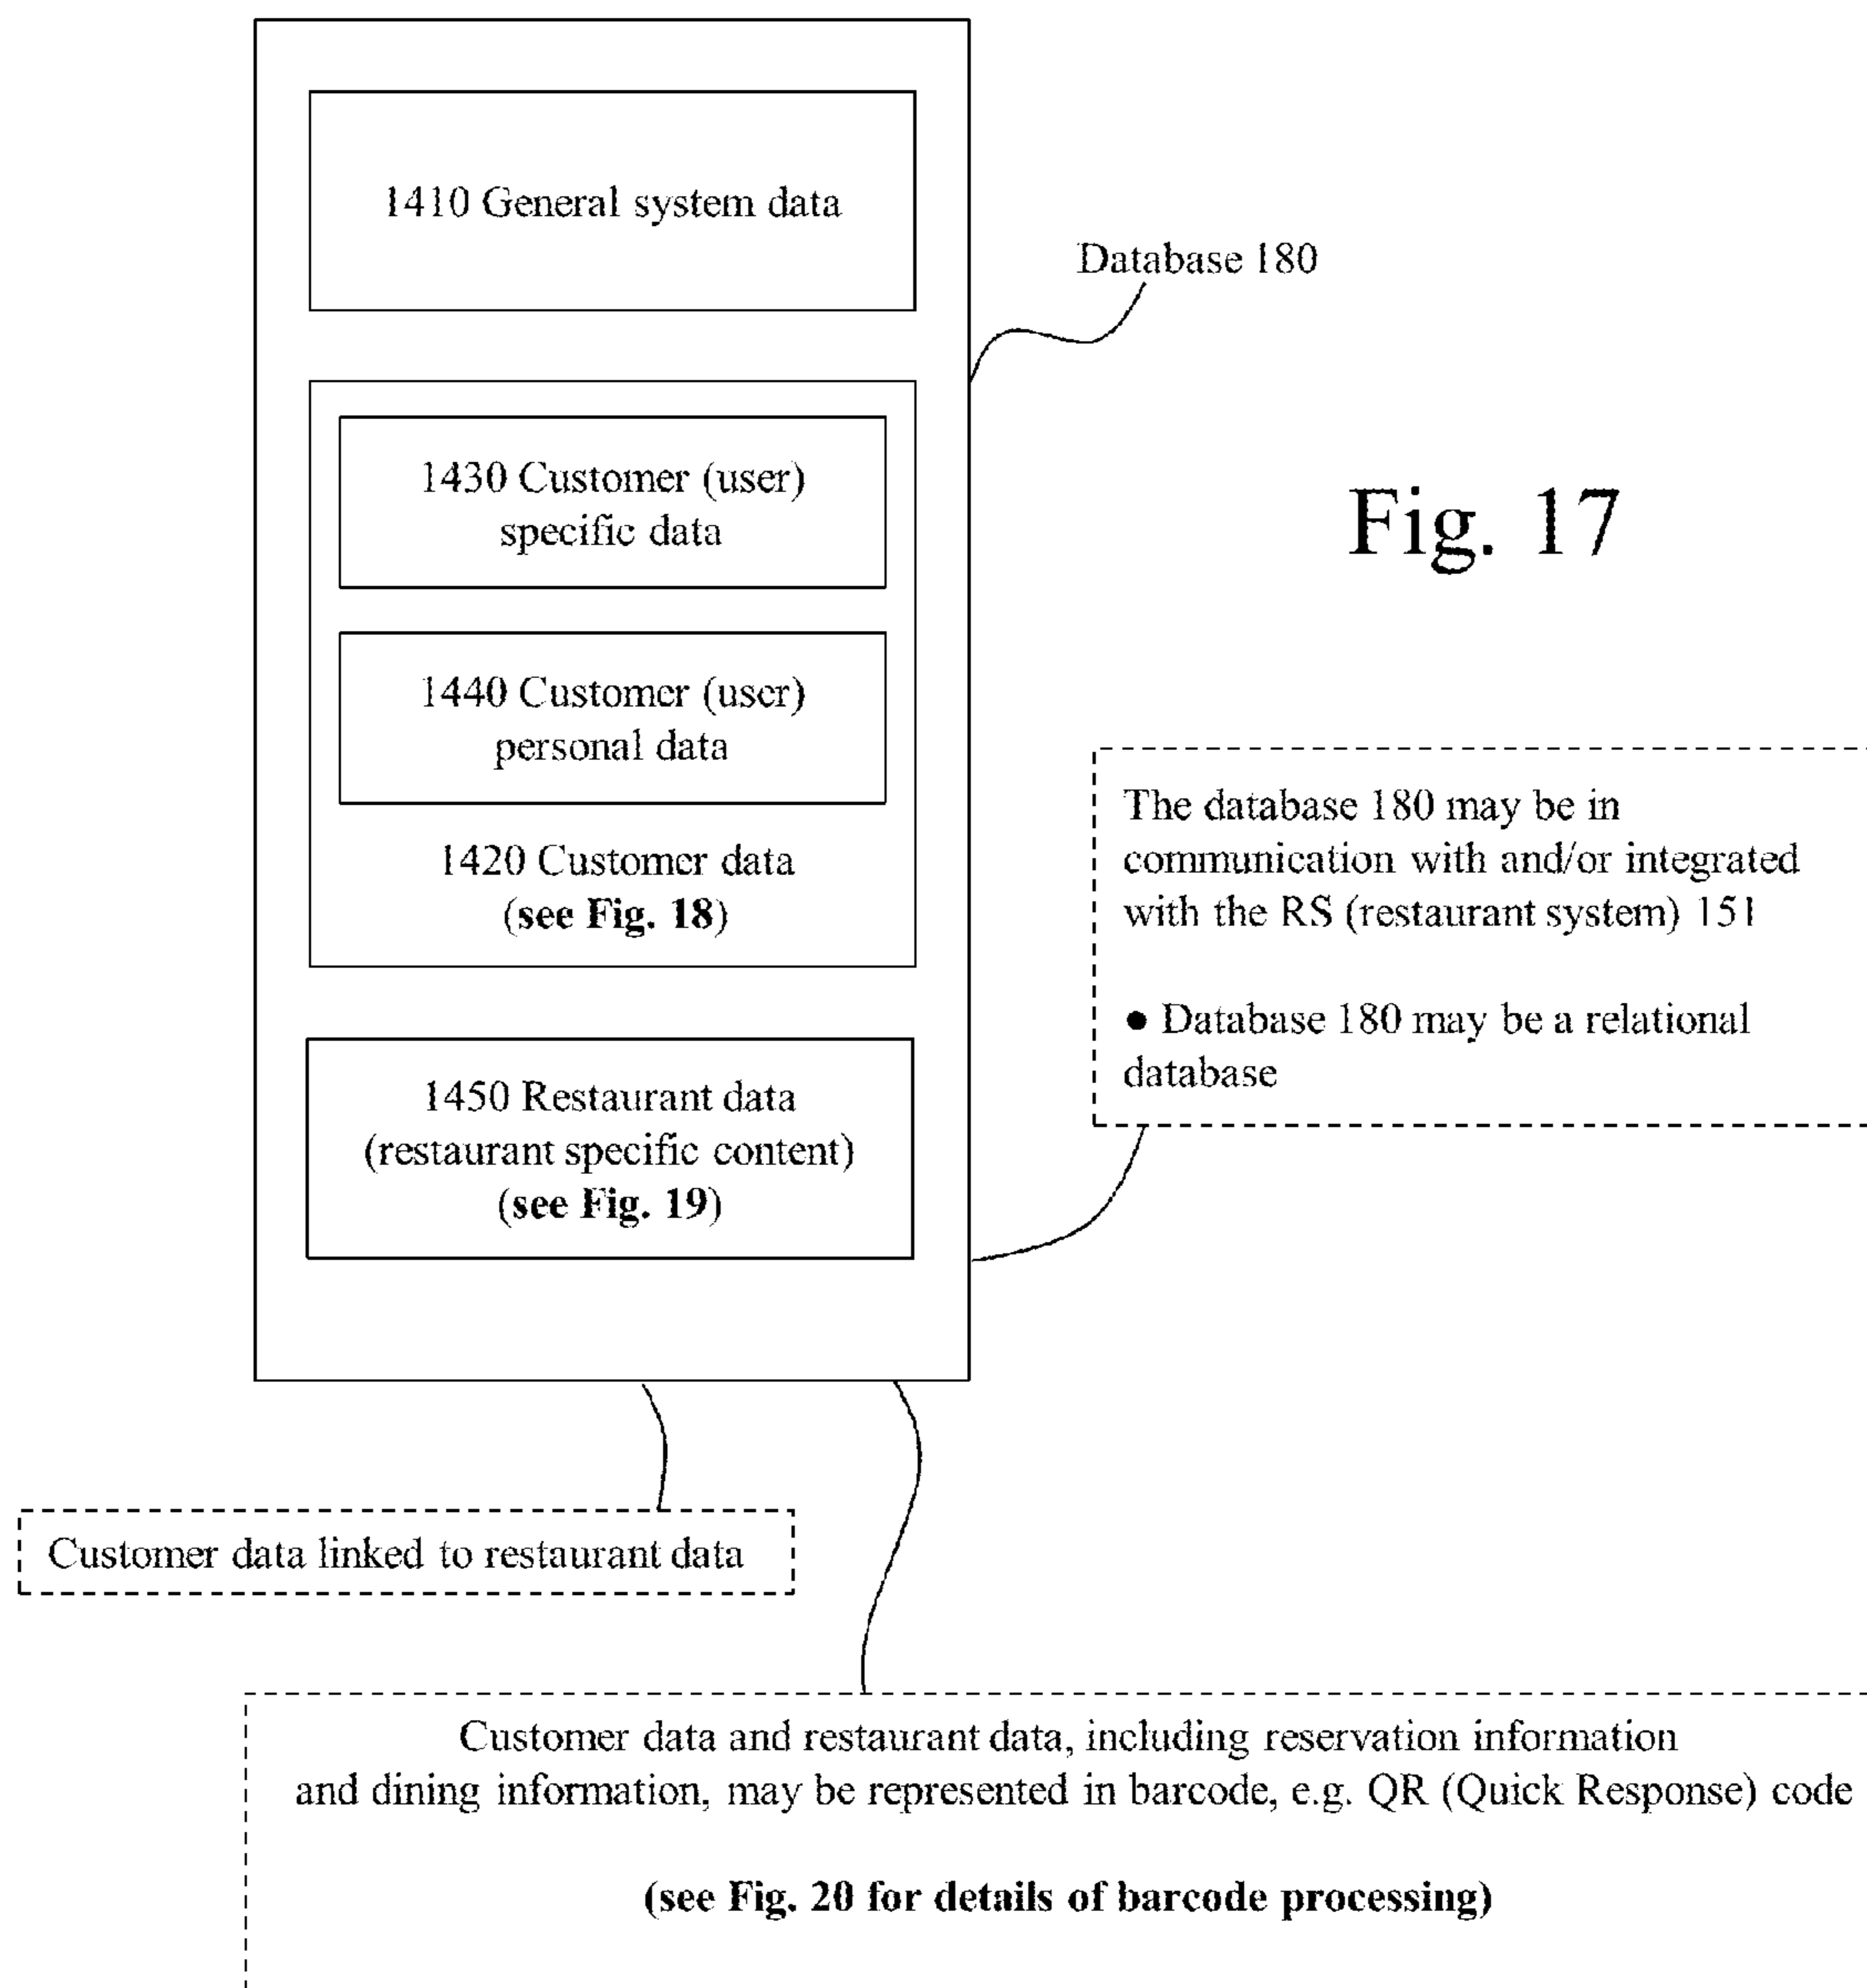 1410 General system data
Database 180
1430 Customer (user)
specific data
Fig. 17
1440 Customer (user)
personal data
1420 Customer data
(see Fig. 18)
The database 180 may be in
communication with and/or integrated
with the RS (restaurant system) 151
● Database 180 may be a relational
database
1450 Restaurant data
(restaurant specific content)
(see Fig. 19)
Customer data linked to restaurant data
Customer data and restaurant data, including reservation information
and dining information, may be represented in barcode, e.g. QR (Quick Response) code
(see Fig. 20 for details of barcode processing)